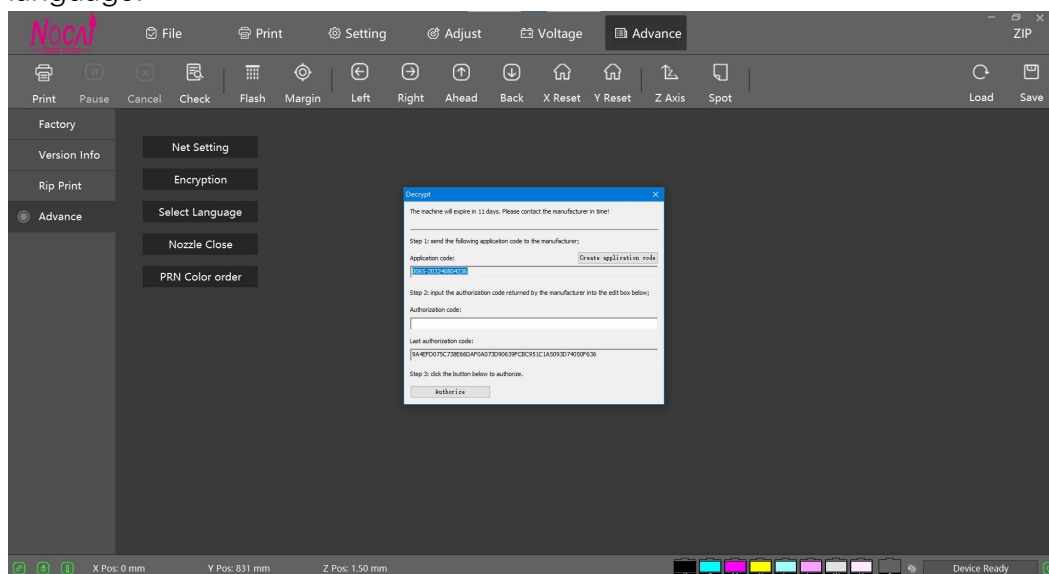 language.
Nocai
File Print Setting Adjust Voltage Advance ZIP
Print Pause Cancel Check Flash Margin Left Right Ahead Back X Reset Y Reset Z Axis Spot Load Save
Factory
Version Info
Rip Print
Advance
Net Setting
Encryption
Select Language
Nozzle Close
PRN Color order
Decrypt
The machine will expire in 11 days. Please contact the manufacturer in time!
Step 1: send the following application code to the manufacturer;
Application code: Create application code
0065-203240804236
Step 2: input the authorization code returned by the manufacturer into the edit box below;
Authorization code:
Last authorization code:
9A4EFD075C738E66DAF0A073D90639FCBC951C1A5093D74050F636
Step 3: click the button below to authorize.
Authorize
X Pos: 0 mm Y Pos: 831 mm Z Pos: 1.50 mm Device Ready